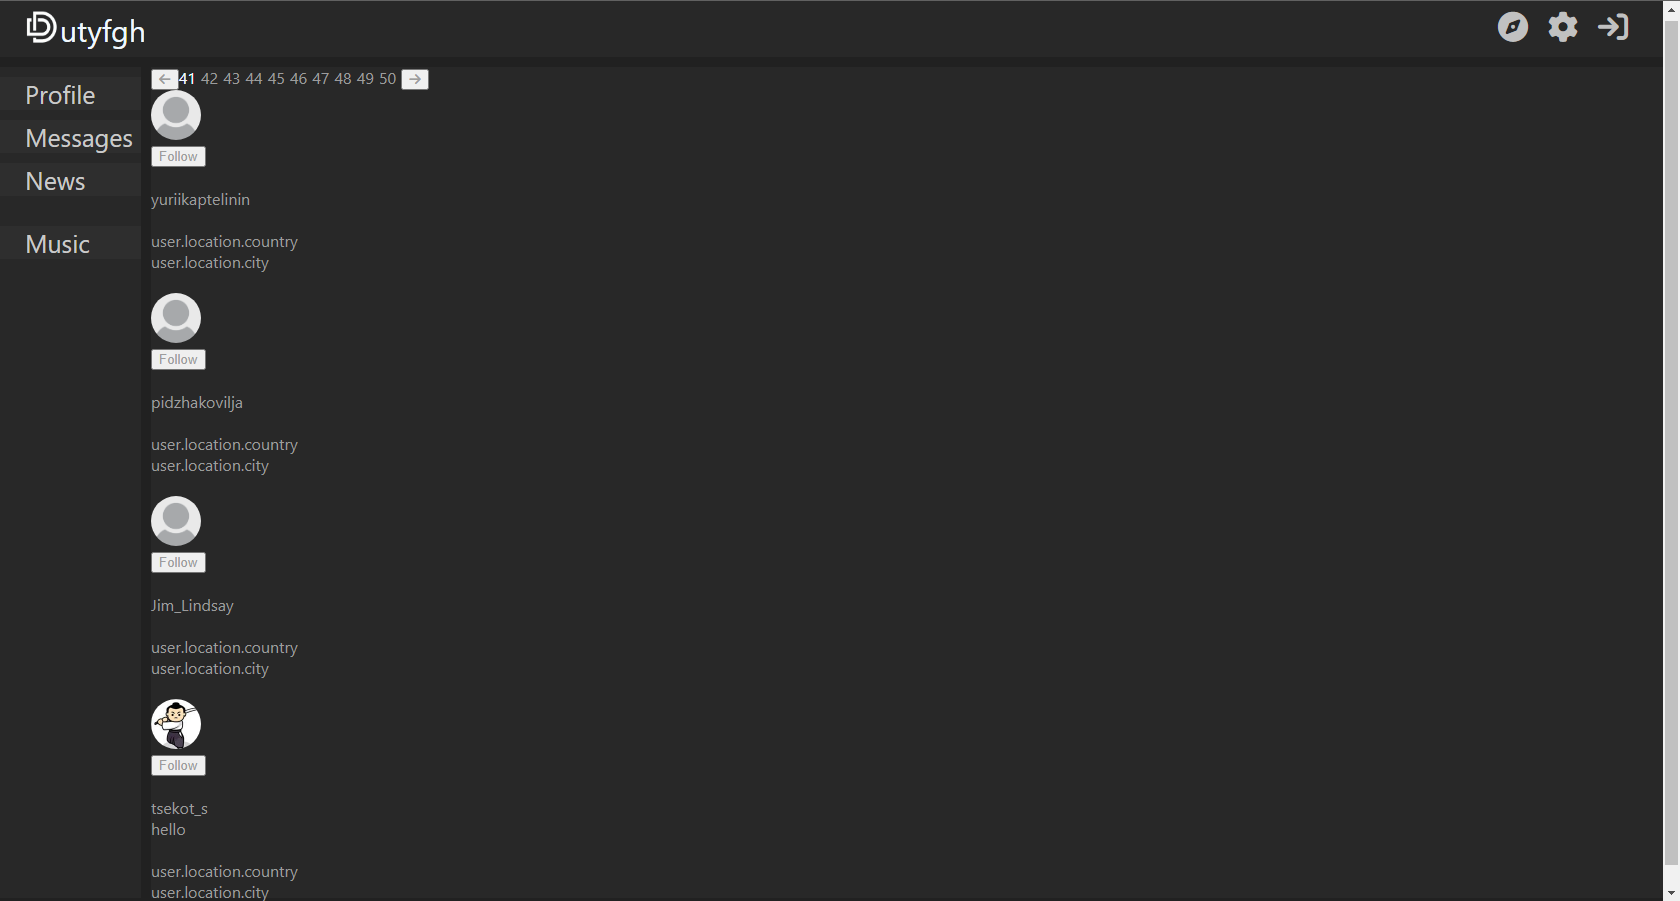 Dutyfgh
Profile
Messages
News
Music
← 41 42 43 44 45 46 47 48 49 50 →
Follow
yuriikaptelinin
user.location.country
user.location.city
Follow
pidzhakovilja
user.location.country
user.location.city
Follow
Jim_Lindsay
user.location.country
user.location.city
Follow
tsekot_s
hello
user.location.country
user.location.city